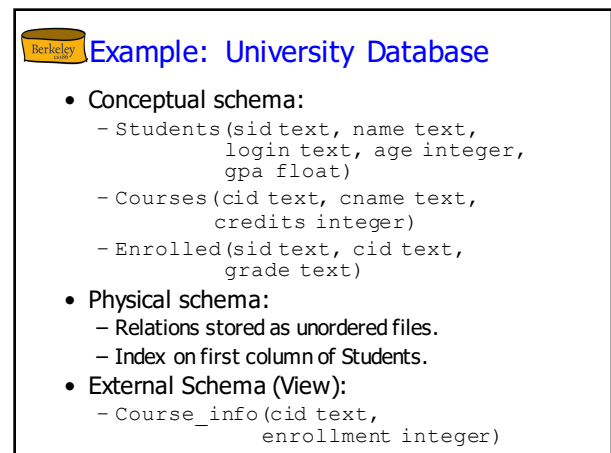 Berkeley
cs186
Example: University Database
• Conceptual schema:
– Students(sid text, name text,
login text, age integer,
gpa float)
– Courses(cid text, cname text,
credits integer)
– Enrolled(sid text, cid text,
grade text)
• Physical schema:
– Relations stored as unordered files.
– Index on first column of Students.
• External Schema (View):
– Course_info(cid text,
enrollment integer)